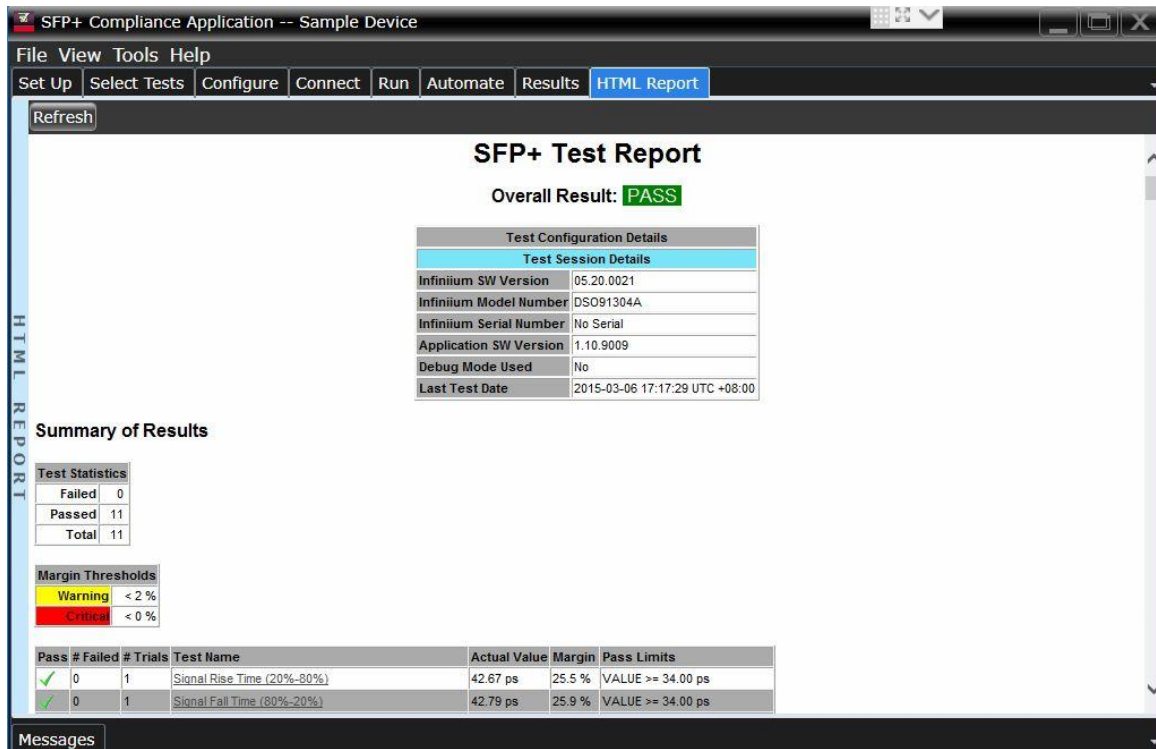 SFP+ Compliance Application -- Sample Device
File View Tools Help
Set Up Select Tests Configure Connect Run Automate Results HTML Report
Refresh
HTML REPORT
SFP+ Test Report
Overall Result: PASS
Test Configuration Details
Test Session Details
Infiniium SW Version 05.20.0021
Infiniium Model Number DSO91304A
Infiniium Serial Number No Serial
Application SW Version 1.10.9009
Debug Mode Used No
Last Test Date 2015-03-06 17:17:29 UTC +08:00
Summary of Results
Test Statistics
Failed 0
Passed 11
Total 11
Margin Thresholds
Warning < 2 %
Critical < 0 %
Pass # Failed # Trials Test Name Actual Value Margin Pass Limits
0 1 Signal Rise Time (20%-80%) 42.67 ps 25.5 % VALUE >= 34.00 ps
0 1 Signal Fall Time (80%-20%) 42.79 ps 25.9 % VALUE >= 34.00 ps
Messages